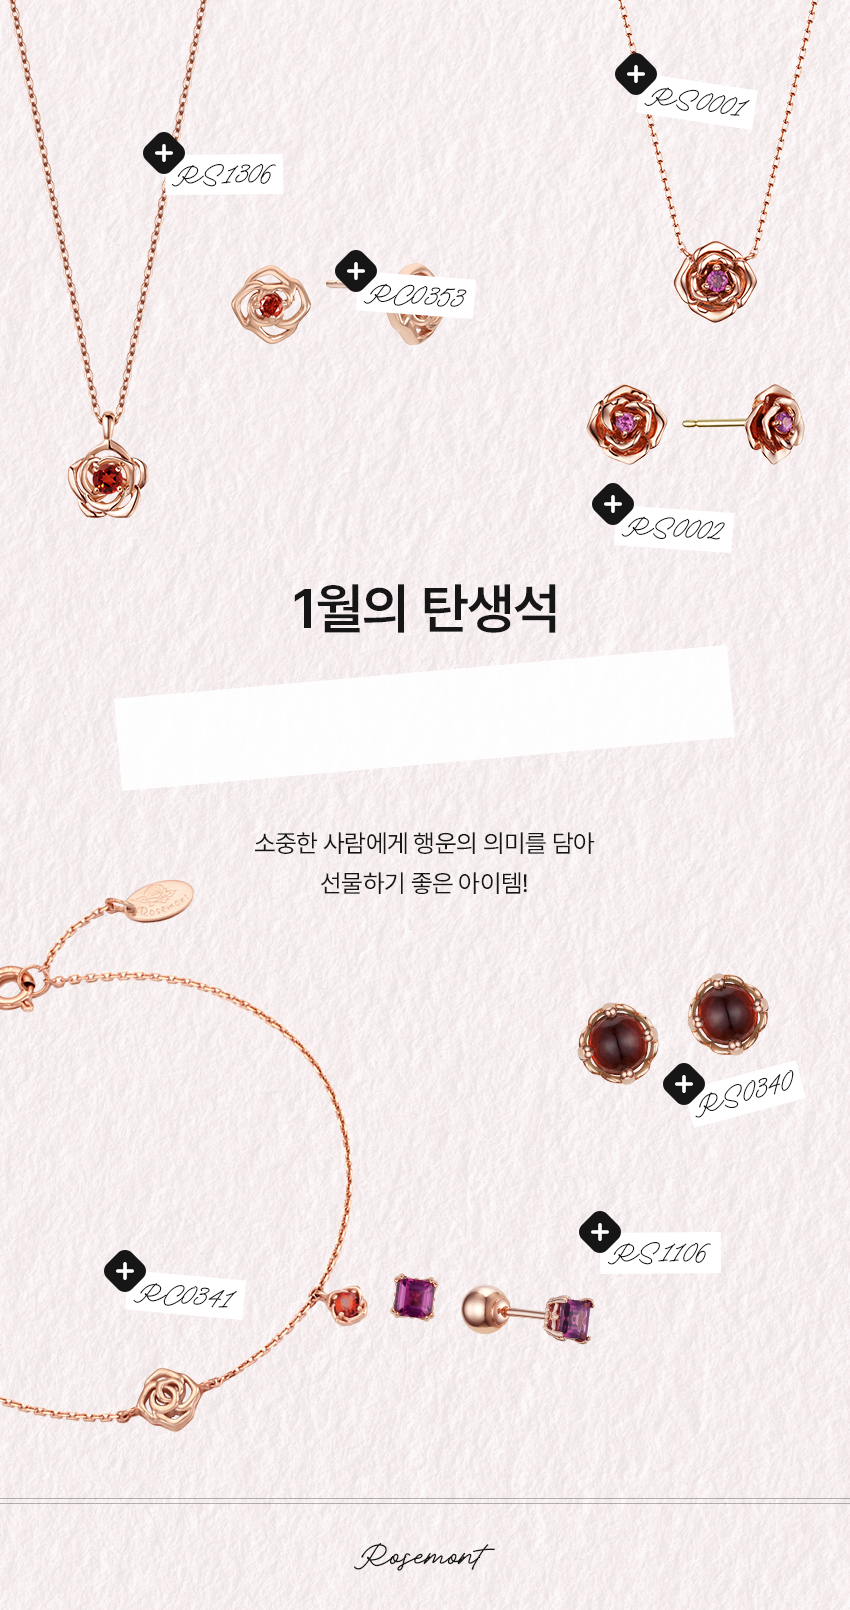 RS0001
RS1306
RC0353
RS0002
1월의 탄생석
소중한 사람에게 행운의 의미를 담아
선물하기 좋은 아이템!
Rosemont
RS0340
RS1106
RC0341
Rosemont